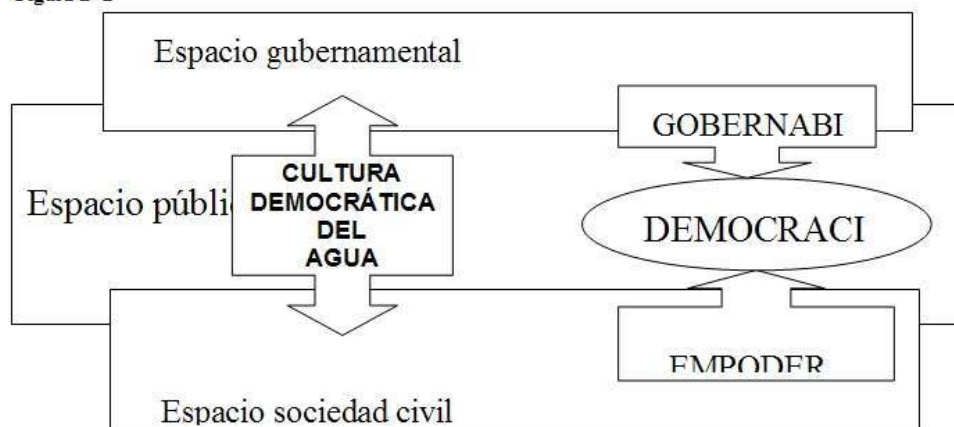 Espacio gubernamental
GOBERNABI
CULTURA
DEMOCRÁTICA
DEL
AGUA
Espacio públi
DEMOCRACI
EMPODER
Espacio sociedad civil